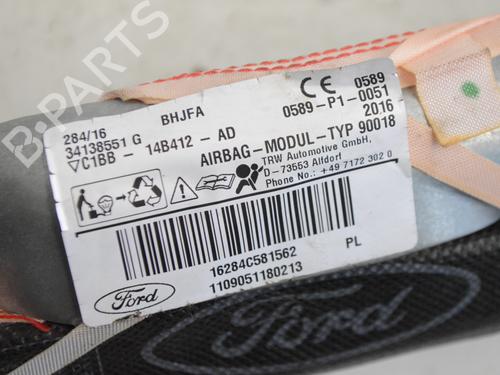 BHJFA
284/16
34138551 G
C1BB - 14B412 - AD
CE 0589
0589-P1-0051
2016
AIRBAG-MODUL-TYP 90018
TRW Automotive GmbH,
D-73553 Alfdorf
Phone No.: +49 7172 302 0
16284C581562
1109051180213
PL
Ford
Ford
B-PARTS